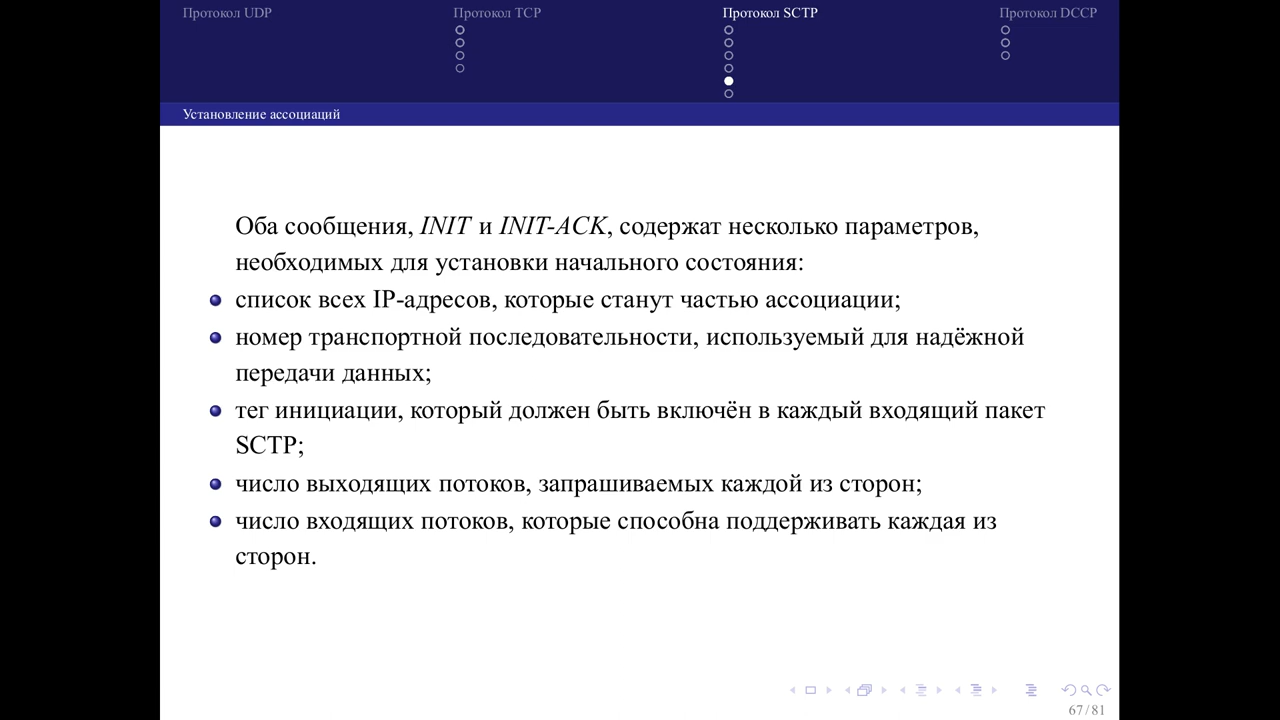 Протокол UDP Протокол TCP Протокол SCTP Протокол DCCP
Установление ассоциаций
Оба сообщения, INIT и INIT-ACK, содержат несколько параметров,
необходимых для установки начального состояния:
список всех IP-адресов, которые станут частью ассоциации;
номер транспортной последовательности, используемый для надёжной
передачи данных;
тег инициации, который должен быть включён в каждый входящий пакет
SCTP;
число выходящих потоков, запрашиваемых каждой из сторон;
число входящих потоков, которые способна поддерживать каждая из
сторон.
67/81